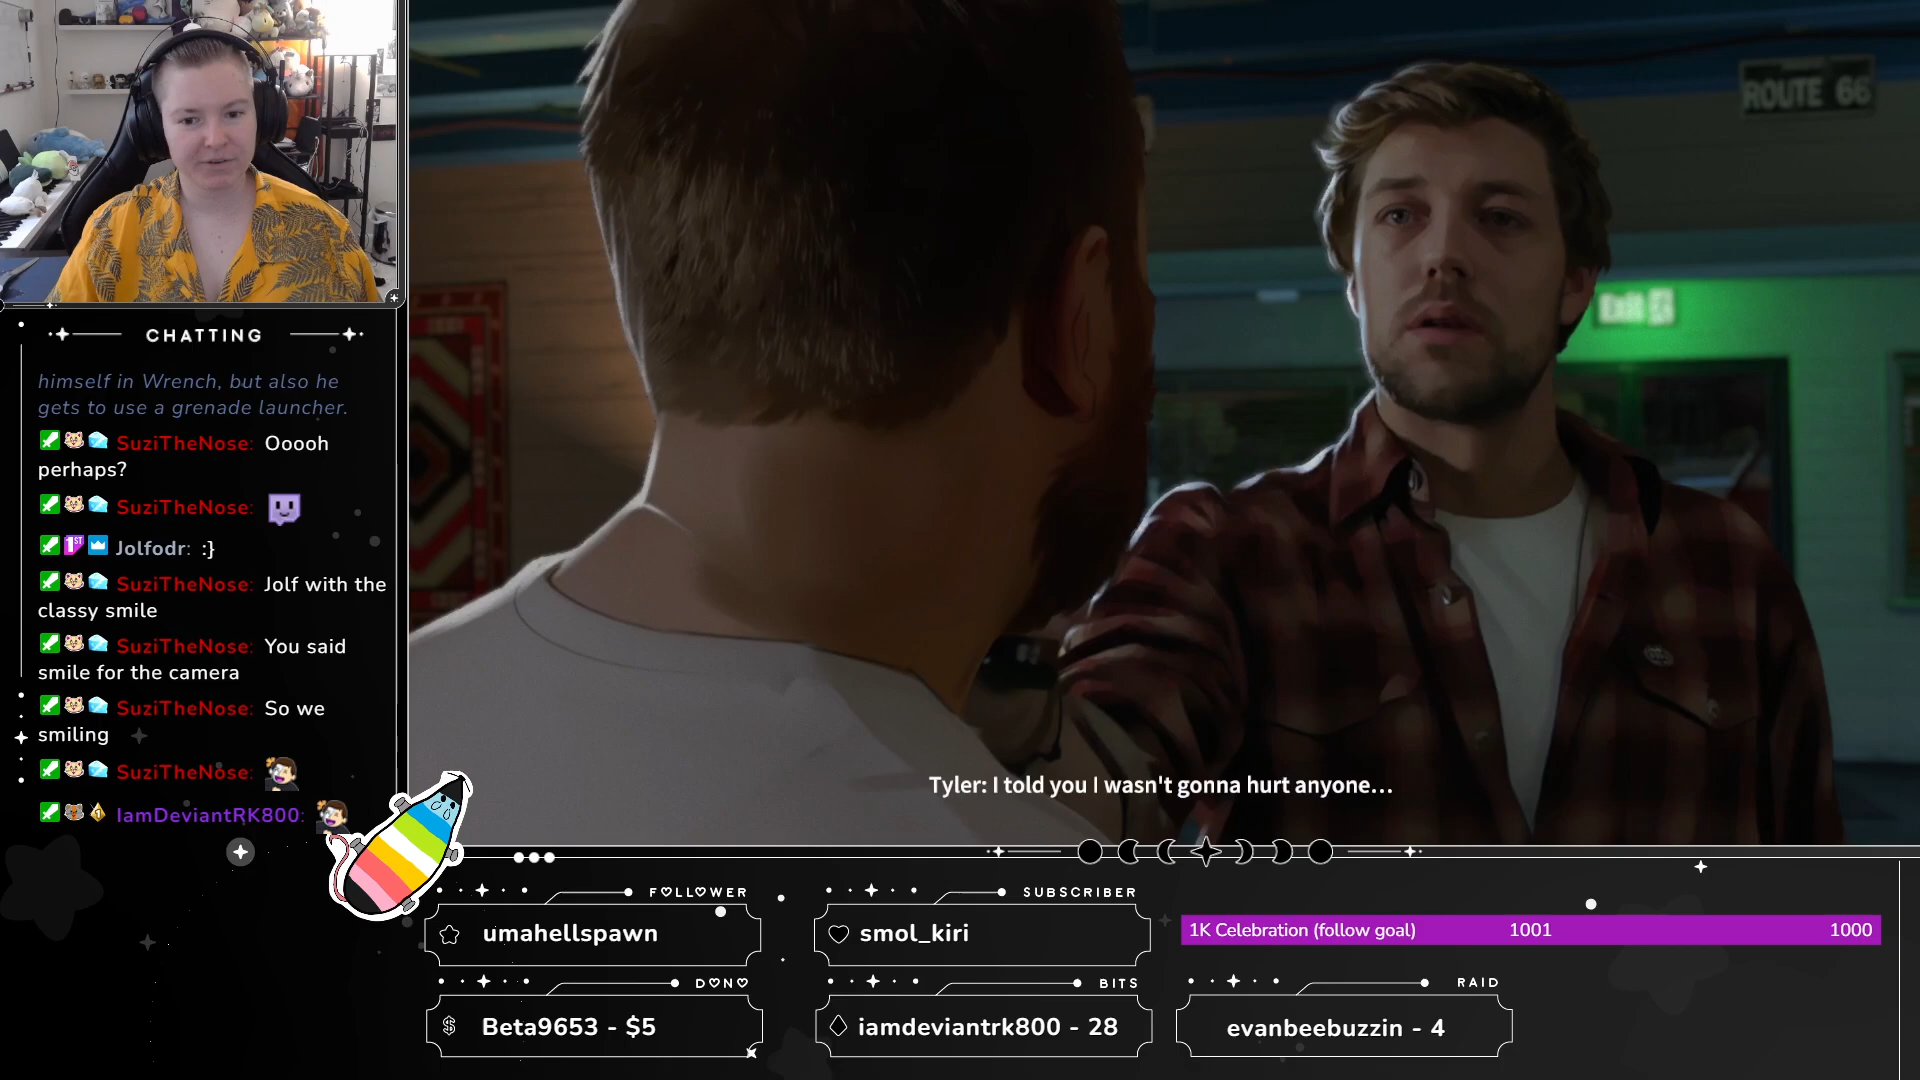 ROUTE 66
Exit
CHATTING
himself in Wrench, but also he
gets to use a grenade launcher.
SuziTheNose: Ooooh
perhaps?
SuziTheNose:
1ST Jolfodr: :}
SuziTheNose: Jolf with the
classy smile
SuziTheNose: You said
smile for the camera
SuziTheNose: So we
smiling
SuziTheNose:
IamDeviantRK800:
Tyler: I told you I wasn't gonna hurt anyone...
FOLLOWER
umahellspawn
SUBSCRIBER
smol_kiri
1K Celebration (follow goal) 1001 1000
DONO
$ Beta9653 - $5
BITS
iamdeviantrk800 - 28
RAID
evanbeebuzzin - 4